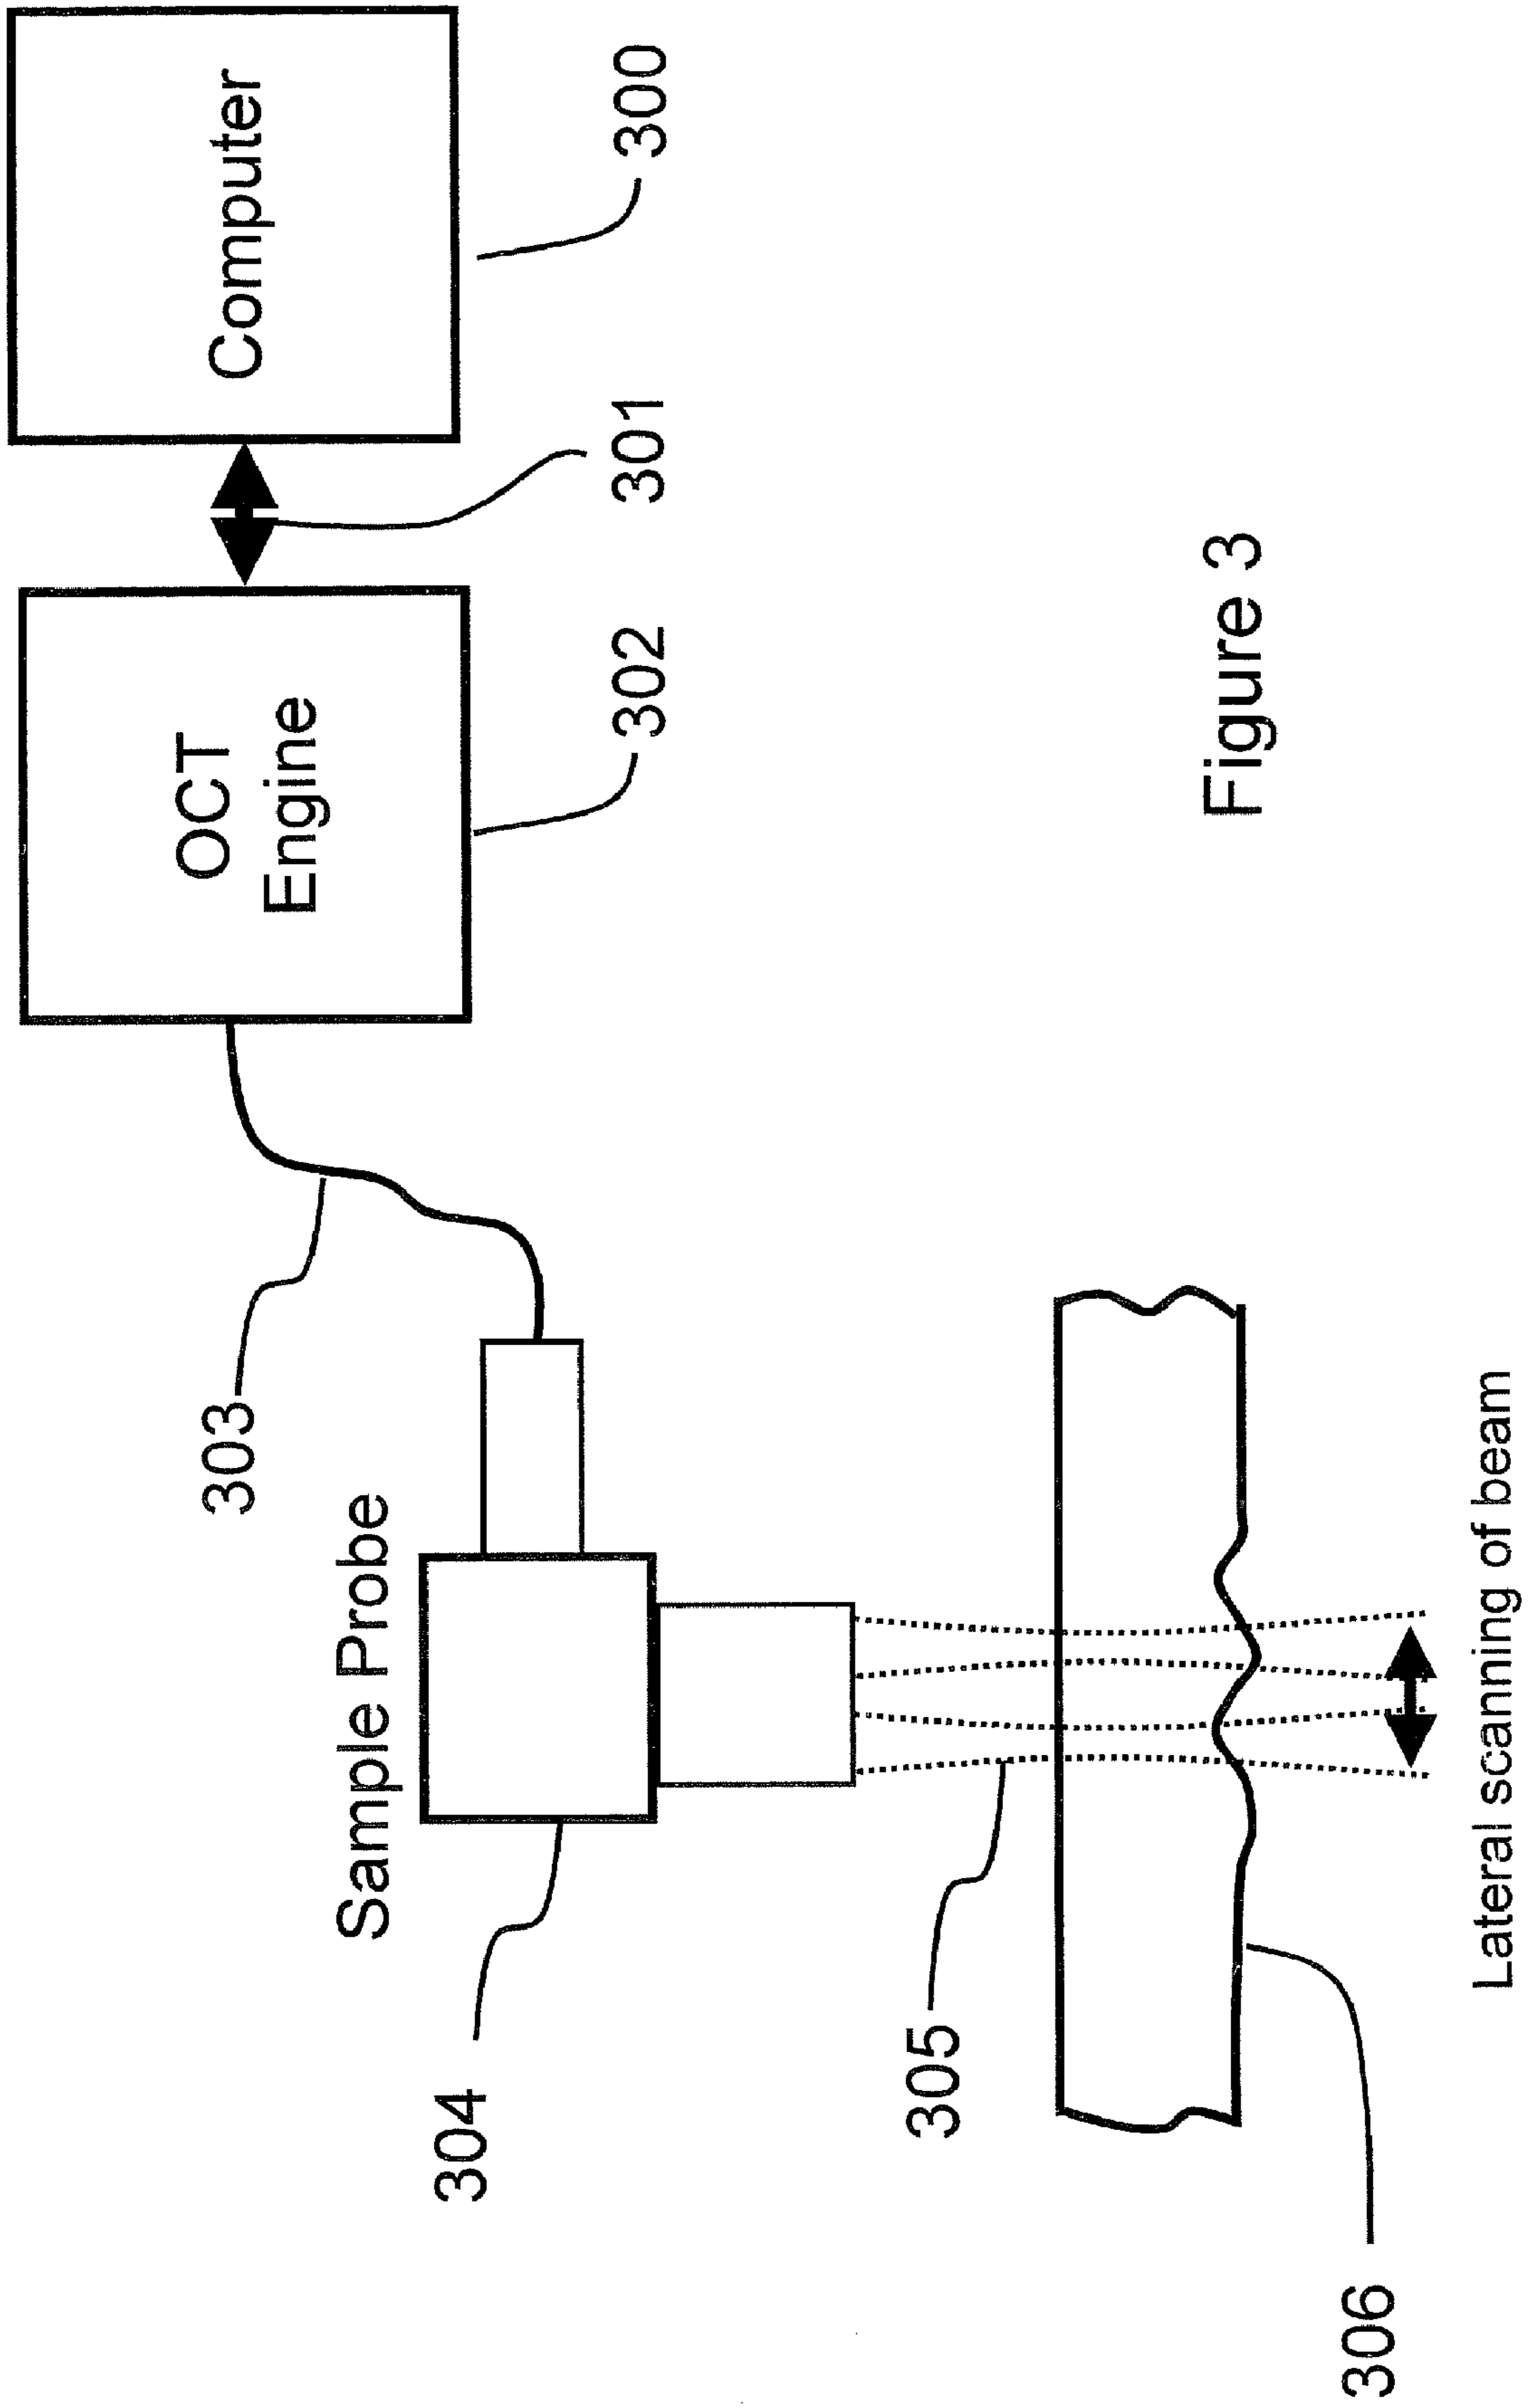 Computer
300
301
OCT
Engine
302
303
Sample Probe
304
305
306
Lateral scanning of beam
Figure 3